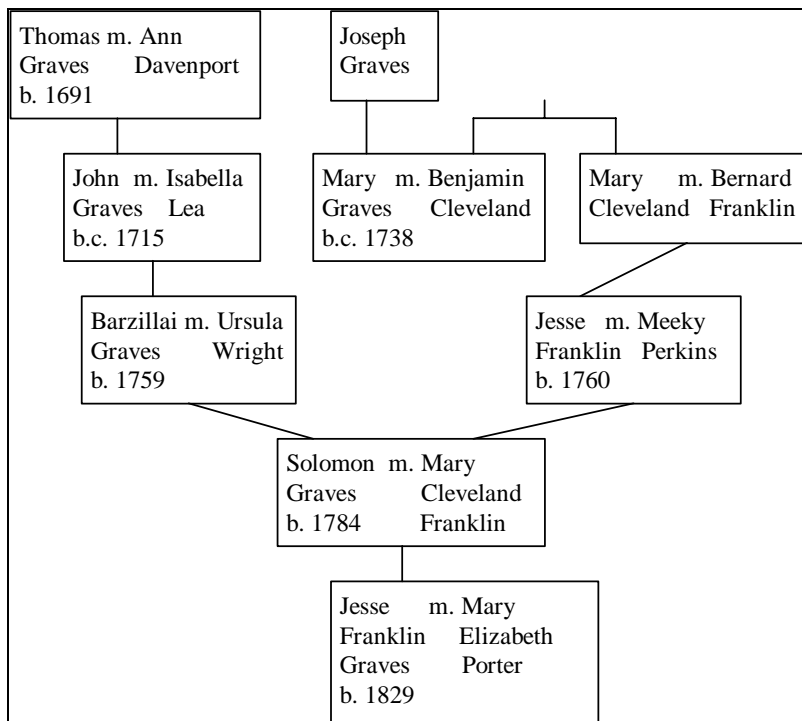 Thomas m. Ann
Graves Davenport
b. 1691
Joseph
Graves
John m. Isabella
Graves Lea
b.c. 1715
Mary m. Benjamin
Graves Cleveland
b.c. 1738
Mary m. Bernard
Cleveland Franklin
Barzillai m. Ursula
Graves Wright
b. 1759
Jesse m. Meeky
Franklin Perkins
b. 1760
Solomon m. Mary
Graves Cleveland
b. 1784 Franklin
Jesse m. Mary
Franklin Elizabeth
Graves Porter
b. 1829